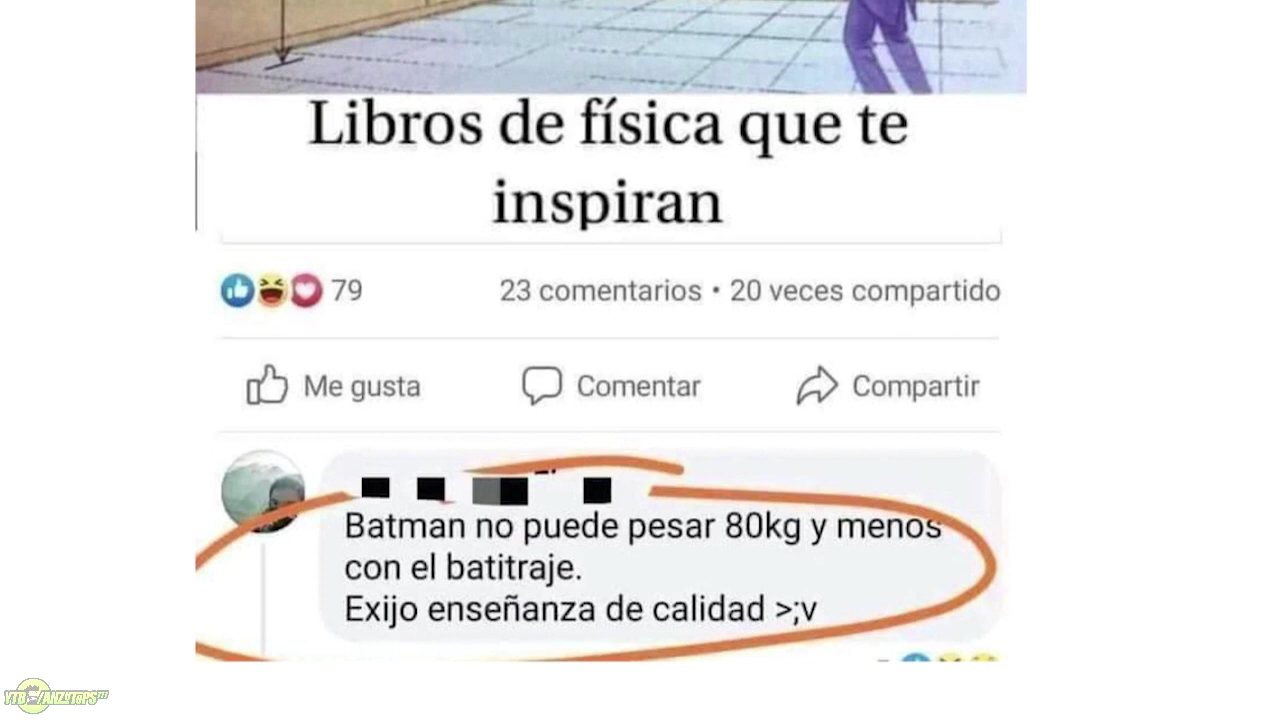 Libros de física que te
inspiran
79
23 comentarios • 20 veces compartido
Me gusta
Comentar
Compartir
Batman no puede pesar 80kg y menos
con el batitraje.
Exijo enseñanza de calidad >;v